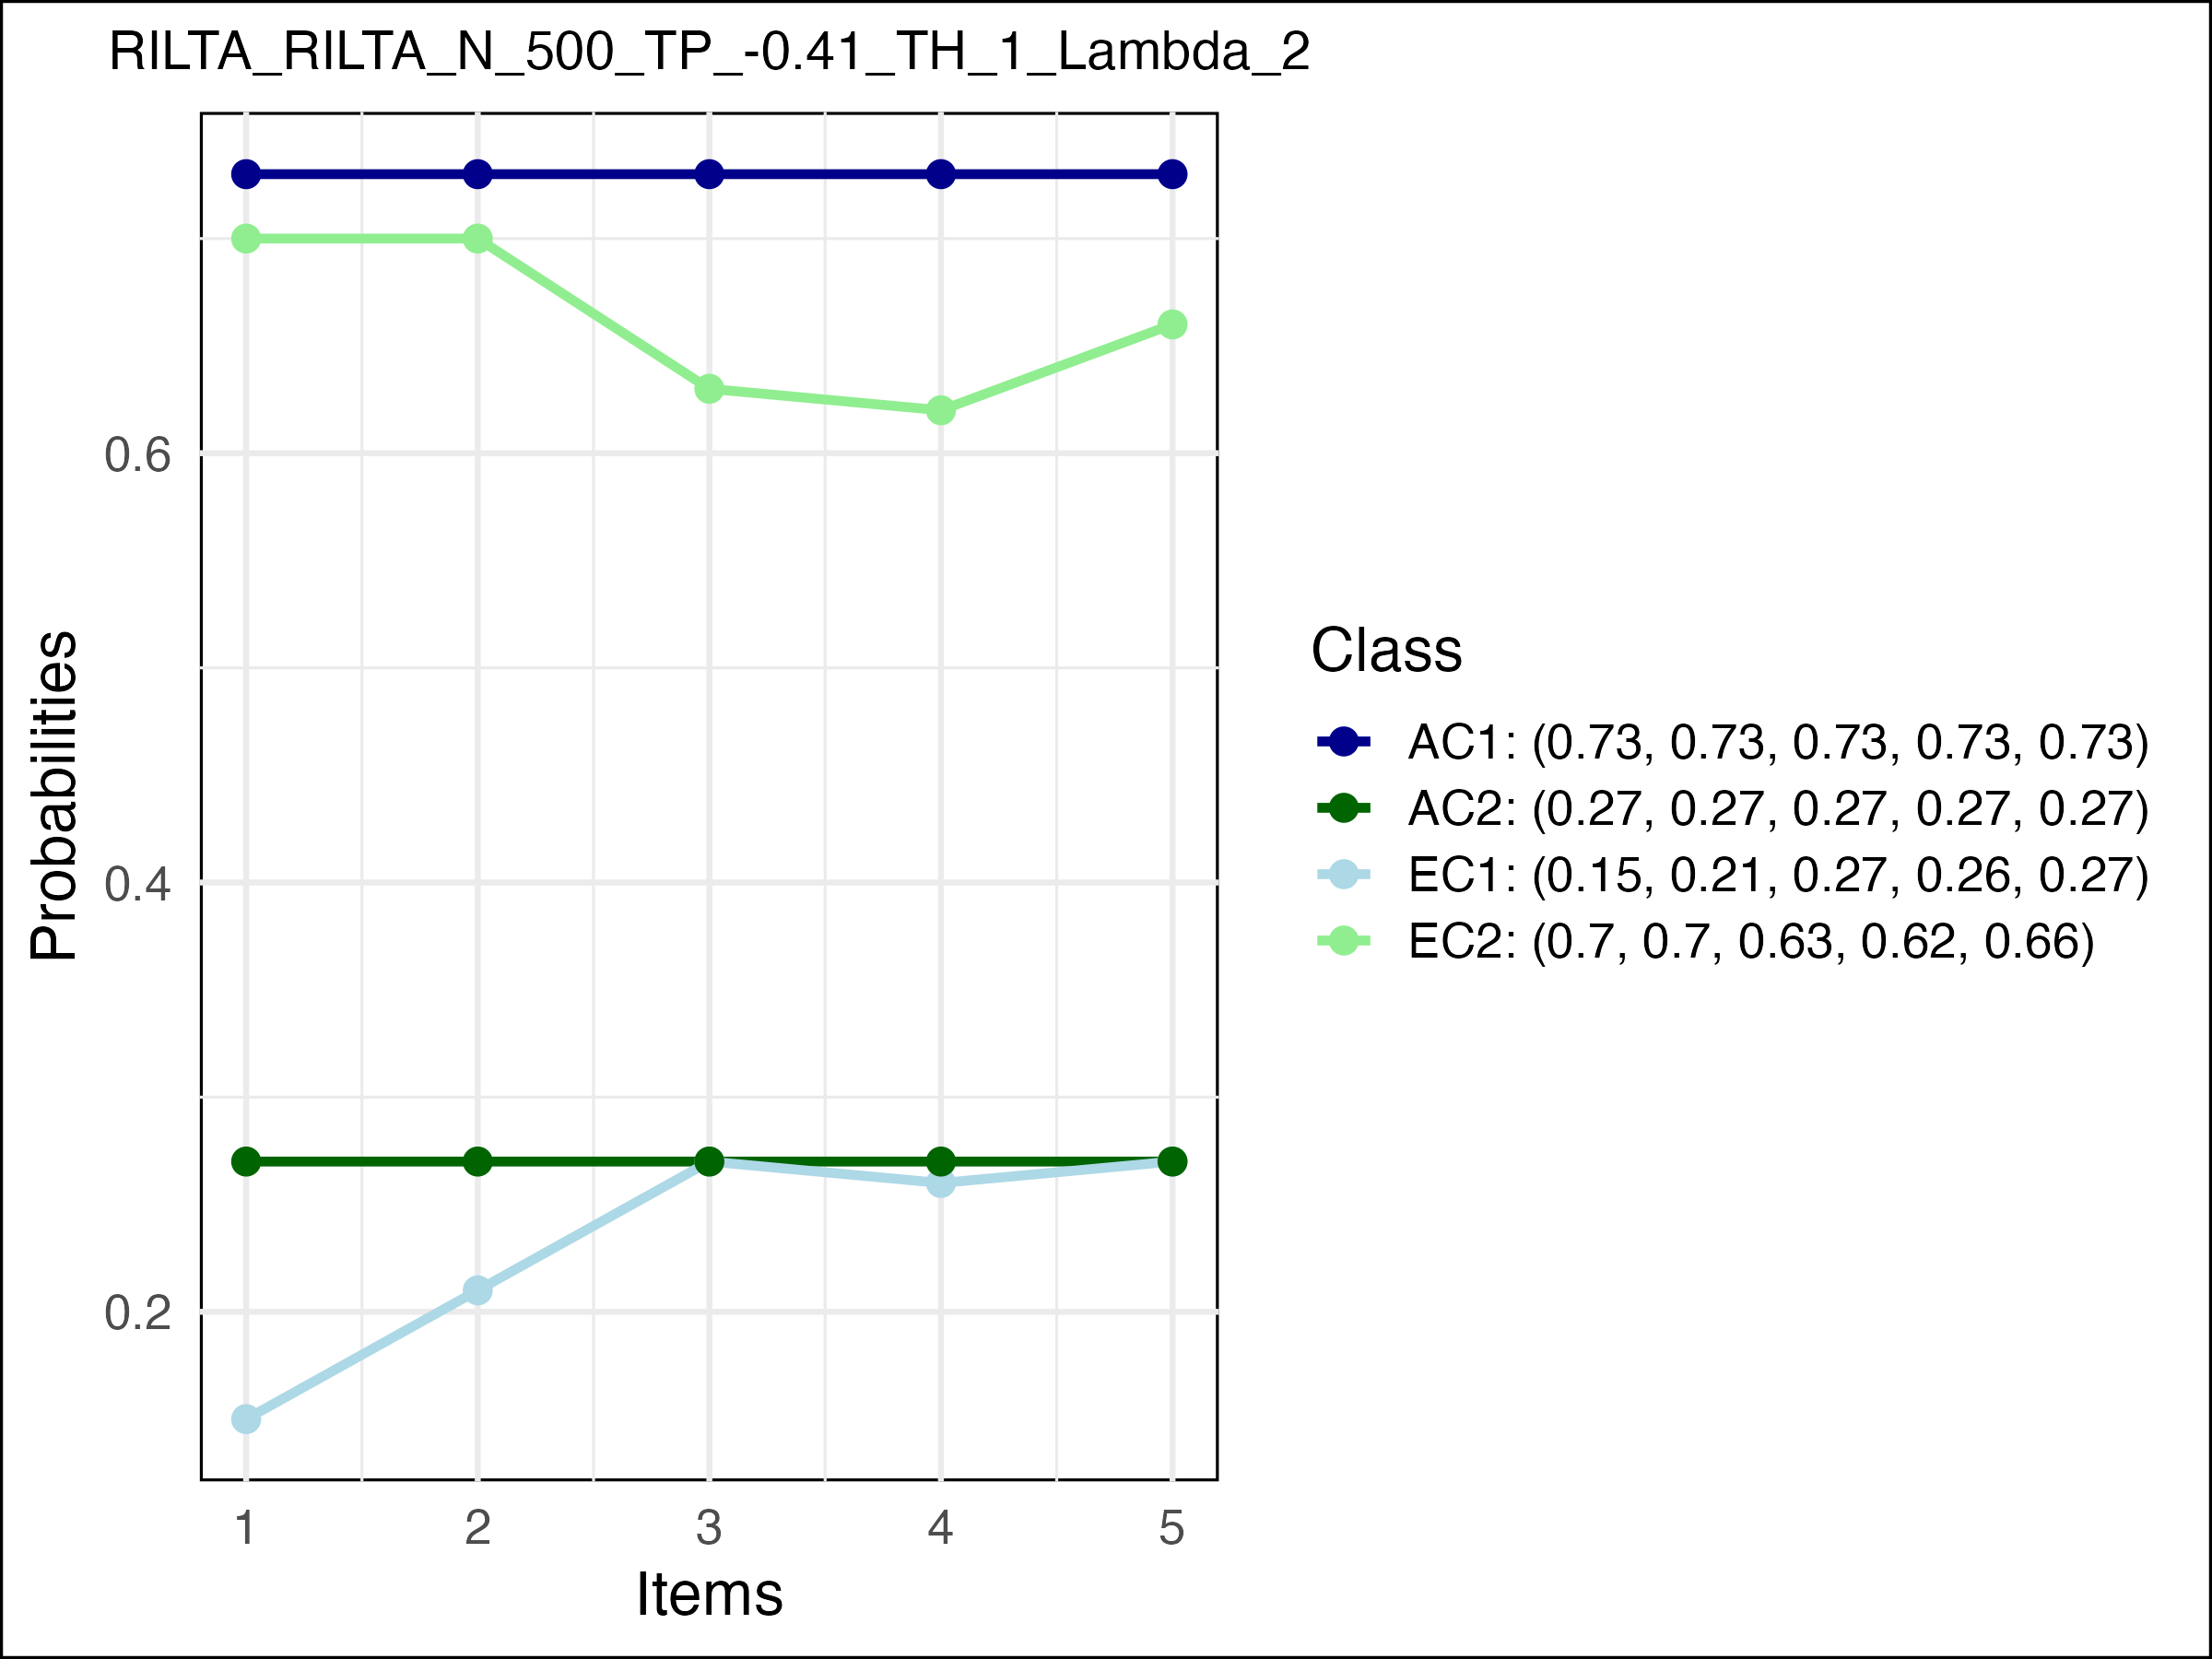 RILTA_RILTA_N_500_TP_-0.41_TH_1_Lambda_2
Probabilities
0.6
0.4
0.2
1 2 3 4 5
Items
Class
AC1: (0.73, 0.73, 0.73, 0.73, 0.73)
AC2: (0.27, 0.27, 0.27, 0.27, 0.27)
EC1: (0.15, 0.21, 0.27, 0.26, 0.27)
EC2: (0.7, 0.7, 0.63, 0.62, 0.66)